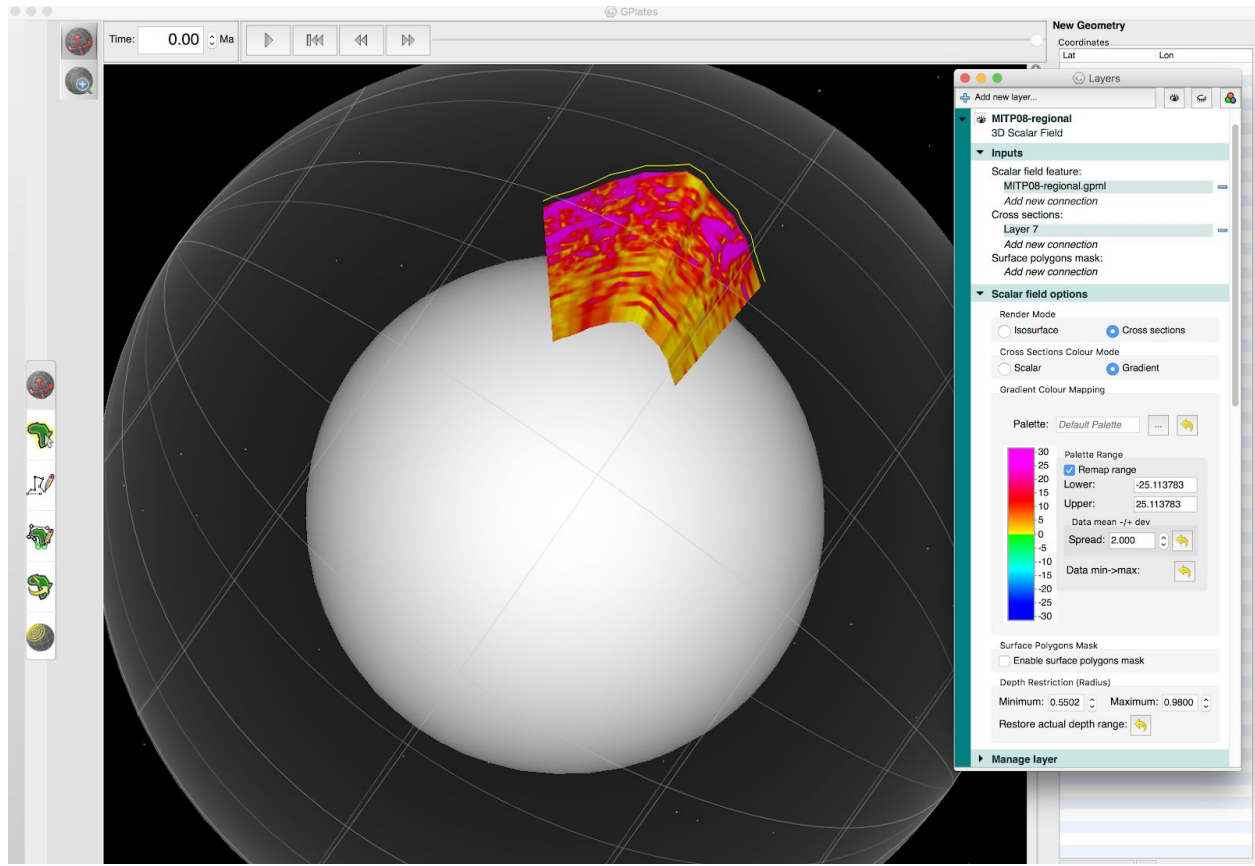 GPlates
Time: 0.00 Ma
New Geometry
Coordinates
Lat Lon
Layers
Add new layer...
MITP08-regional
3D Scalar Field
Inputs
Scalar field feature:
MITP08-regional.gpml
Add new connection
Cross sections:
Layer 7
Add new connection
Surface polygons mask:
Add new connection
Scalar field options
Render Mode
Isosurface Cross sections
Cross Sections Colour Mode
Scalar Gradient
Gradient Colour Mapping
Palette: Default Palette ...
30
25
20
15
10
5
0
-5
-10
-15
-20
-25
-30
Palette Range
Remap range
Lower: -25.113783
Upper: 25.113783
Data mean -/+ dev
Spread: 2.000
Data min->max:
Surface Polygons Mask
Enable surface polygons mask
Depth Restriction (Radius)
Minimum: 0.5502 Maximum: 0.9800
Restore actual depth range:
Manage layer